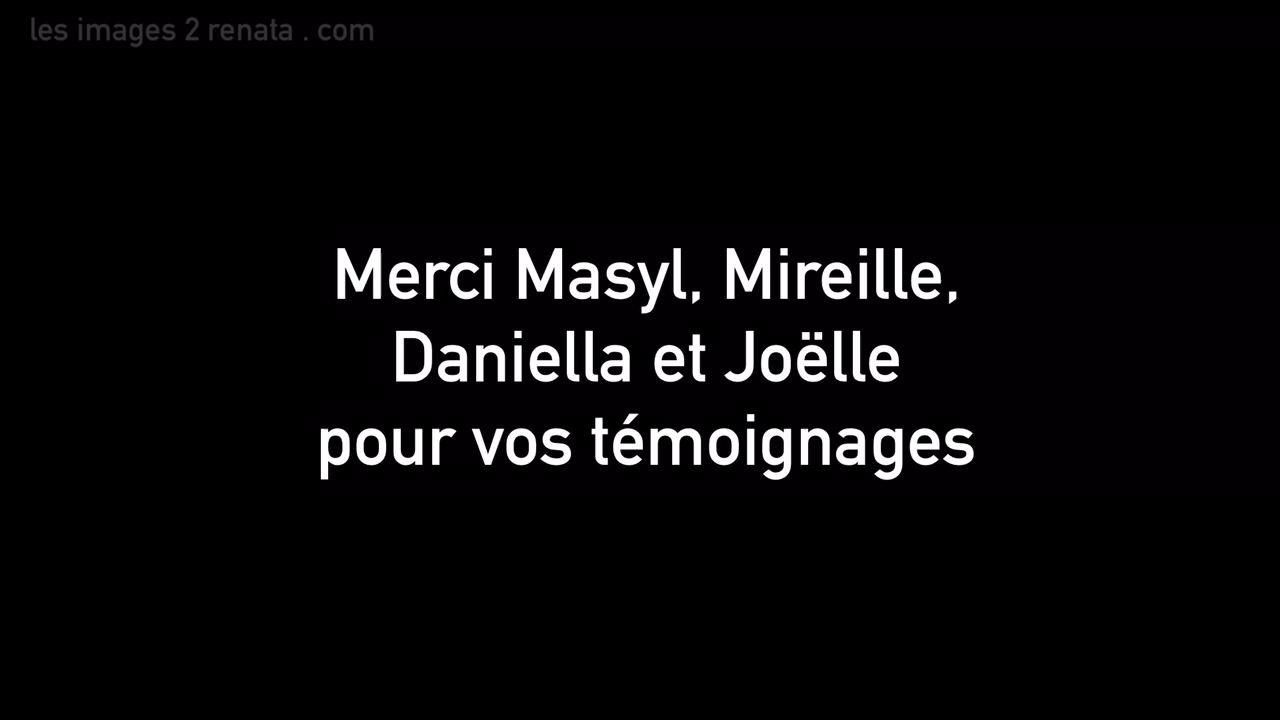 les images 2 renata . com
Merci Masyl, Mireille,
Daniella et Joëlle
pour vos témoignages